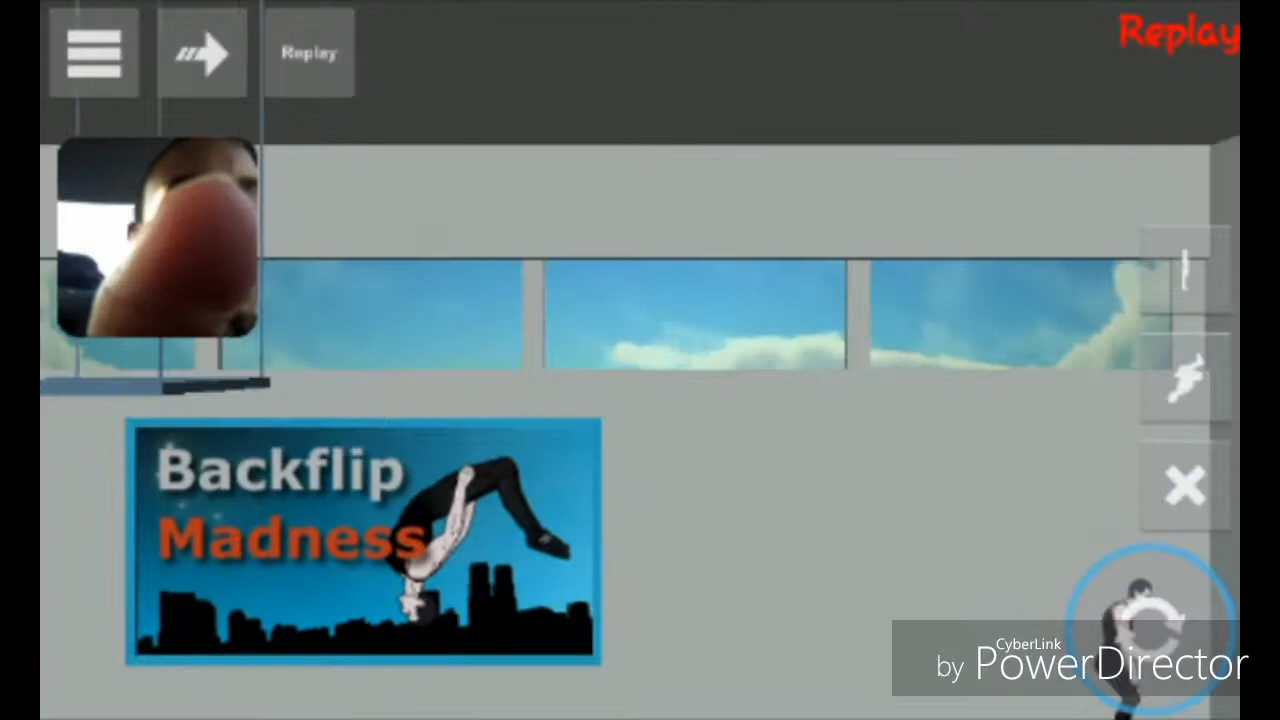 Replay
Replay
Backflip
Madness
CyberLink
by PowerDirector